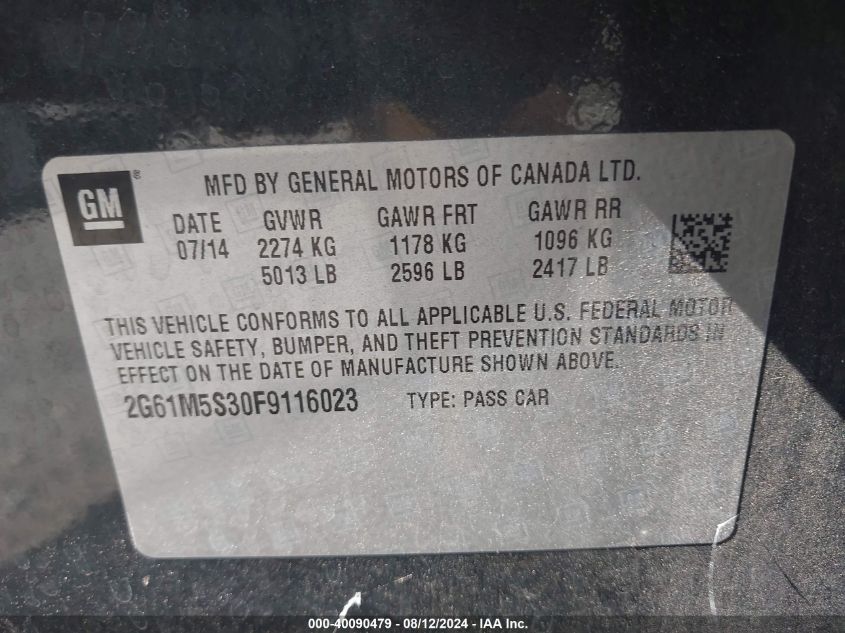 GM ®
MFD BY GENERAL MOTORS OF CANADA LTD.
DATE GVWR GAWR FRT GAWR RR
07/14 2274 KG 1178 KG 1096 KG
5013 LB 2596 LB 2417 LB
THIS VEHICLE CONFORMS TO ALL APPLICABLE U.S. FEDERAL MOTOR
VEHICLE SAFETY, BUMPER, AND THEFT PREVENTION STANDARDS IN
EFFECT ON THE DATE OF MANUFACTURE SHOWN ABOVE.
2G61M5S30F9116023 TYPE: PASS CAR
000-40090479 - 08/12/2024 - IAA Inc.